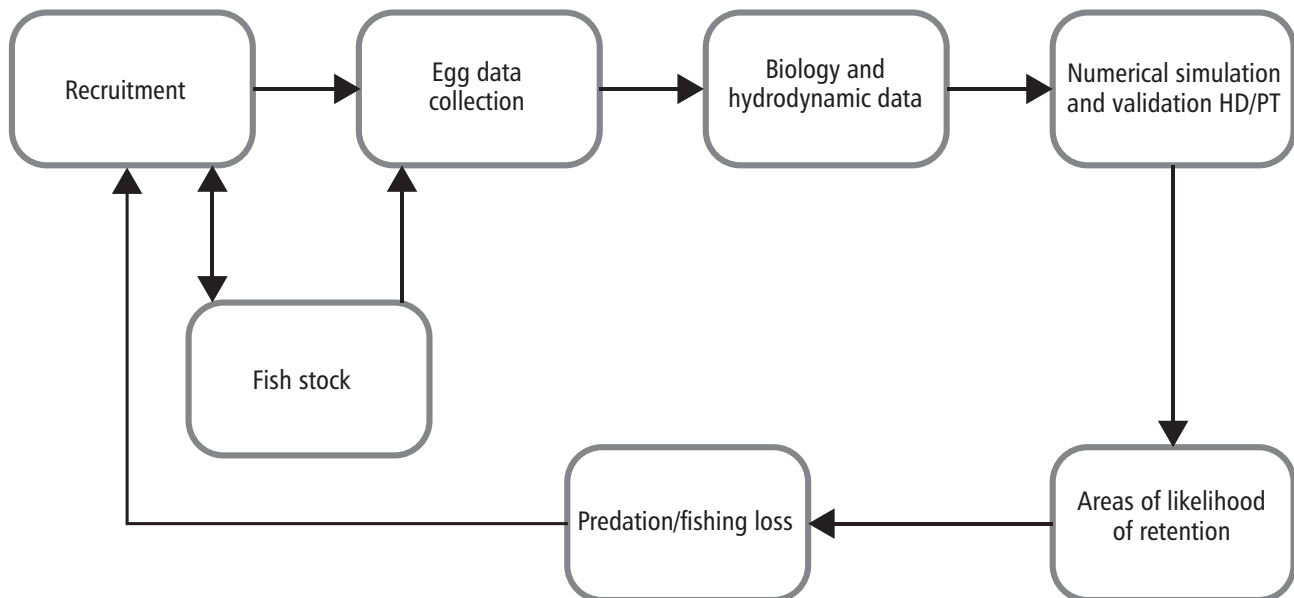 Recruitment
Egg data
collection
Biology and
hydrodynamic data
Numerical simulation
and validation HD/PT
Fish stock
Predation/fishing loss
Areas of likelihood
of retention